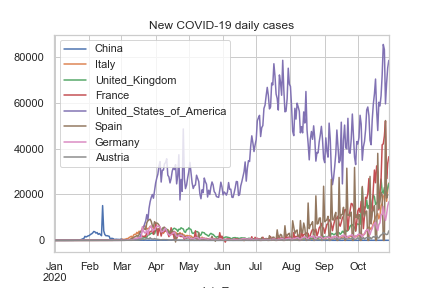 New COVID-19 daily cases
80000
60000
40000
20000
0
China
Italy
United_Kingdom
France
United_States_of_America
Spain
Germany
Austria
Jan
2020
Feb
Mar
Apr
May
Jun
Jul
Aug
Sep
Oct